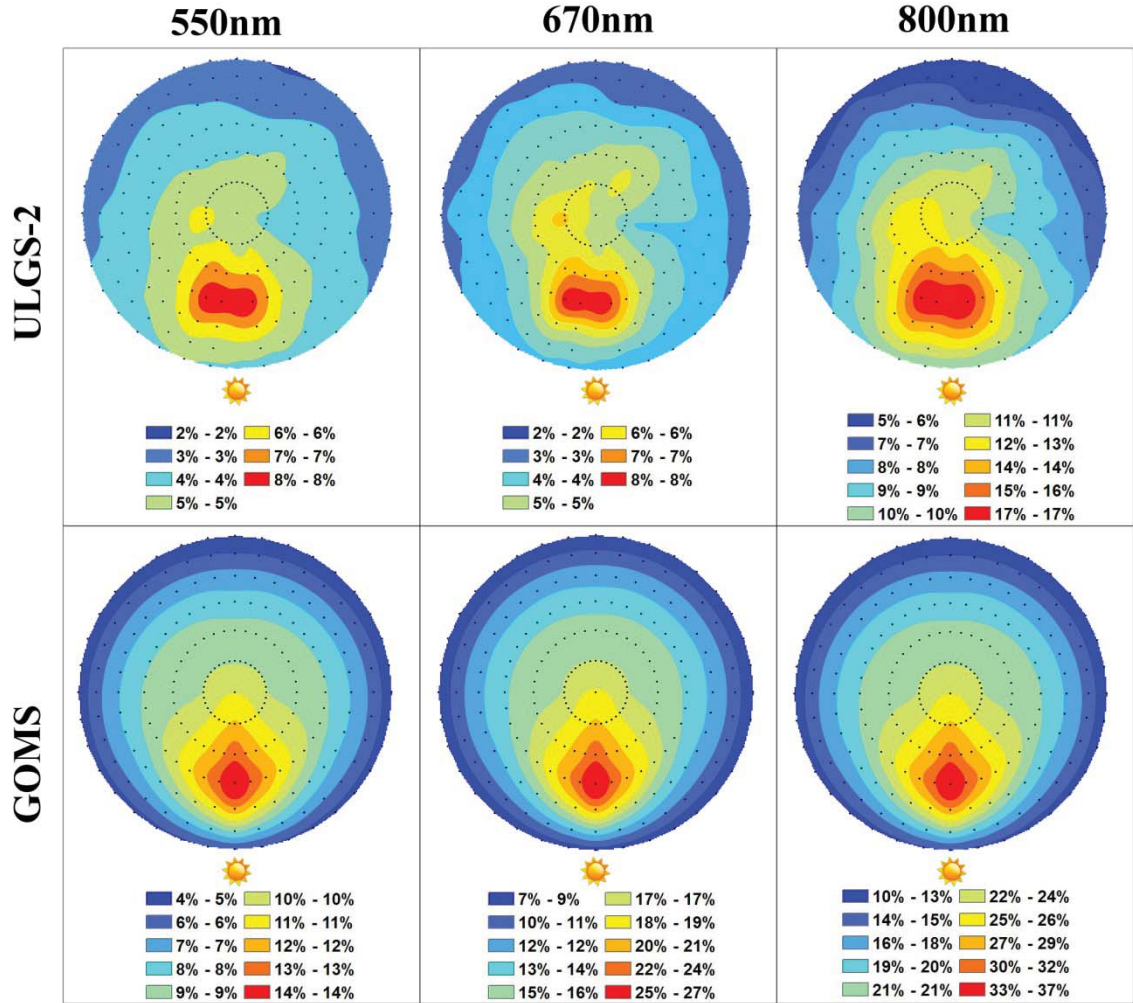 550nm
670nm
800nm
ULGS-2
2% - 2% 6% - 6%
3% - 3% 7% - 7%
4% - 4% 8% - 8%
5% - 5%
2% - 2% 6% - 6%
3% - 3% 7% - 7%
4% - 4% 8% - 8%
5% - 5%
5% - 6% 11% - 11%
7% - 7% 12% - 13%
8% - 8% 14% - 14%
9% - 9% 15% - 16%
10% - 10% 17% - 17%
GOMS
4% - 5% 10% - 10%
6% - 6% 11% - 11%
7% - 7% 12% - 12%
8% - 8% 13% - 13%
9% - 9% 14% - 14%
7% - 9% 17% - 17%
10% - 11% 18% - 19%
12% - 12% 20% - 21%
13% - 14% 22% - 24%
15% - 16% 25% - 27%
10% - 13% 22% - 24%
14% - 15% 25% - 26%
16% - 18% 27% - 29%
19% - 20% 30% - 32%
21% - 21% 33% - 37%